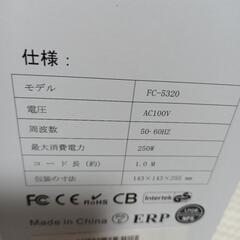 仕様：
モデル FC-5320
電圧 AC100V
周波数 50-60HZ
最大消費電力 250W
コード長（約） 1.0 M
包装の寸法 143×143×255 mm
FC CE RoHS CB Intertek
Made in China ERP